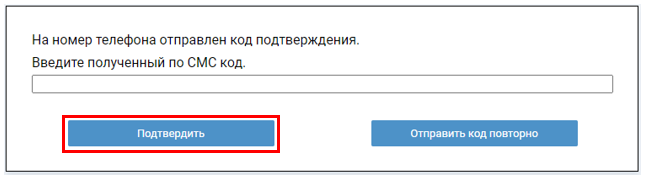 На номер телефона отправлен код подтверждения.
Введите полученный по СМС код.
Подтвердить
Отправить код повторно